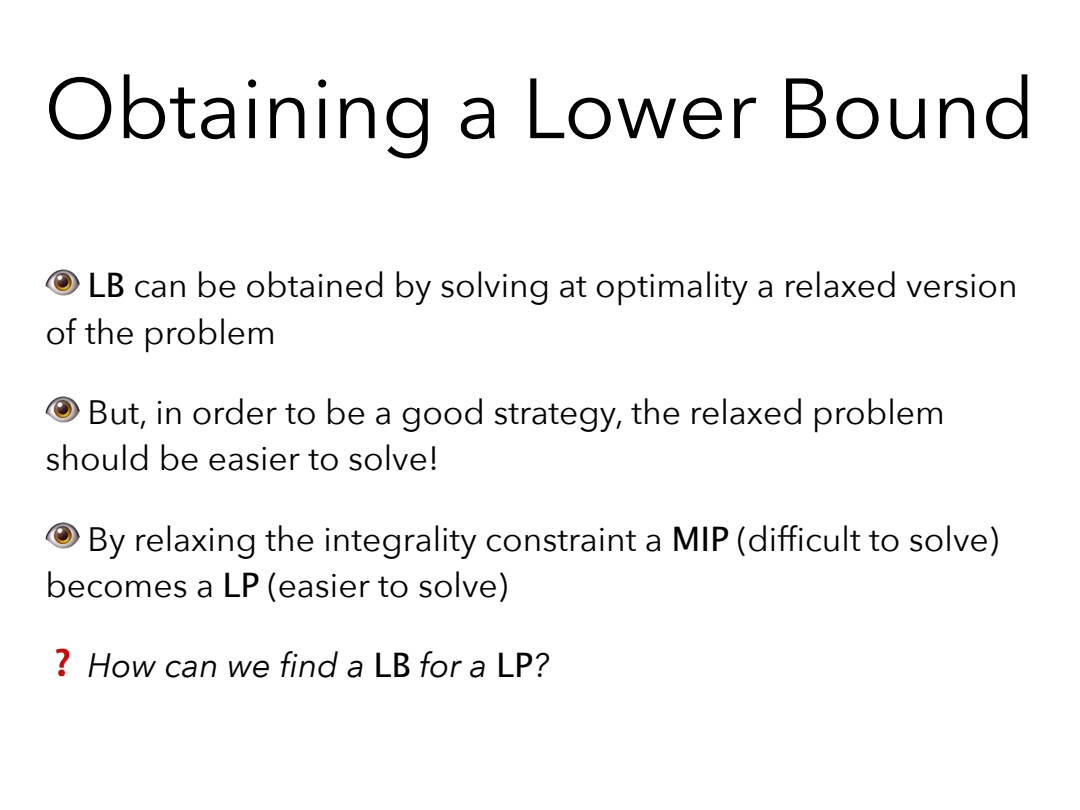 Obtaining a Lower Bound
👁 LB can be obtained by solving at optimality a relaxed version
of the problem
👁 But, in order to be a good strategy, the relaxed problem
should be easier to solve!
👁 By relaxing the integrality constraint a MIP (difficult to solve)
becomes a LP (easier to solve)
❓ How can we find a LB for a LP?